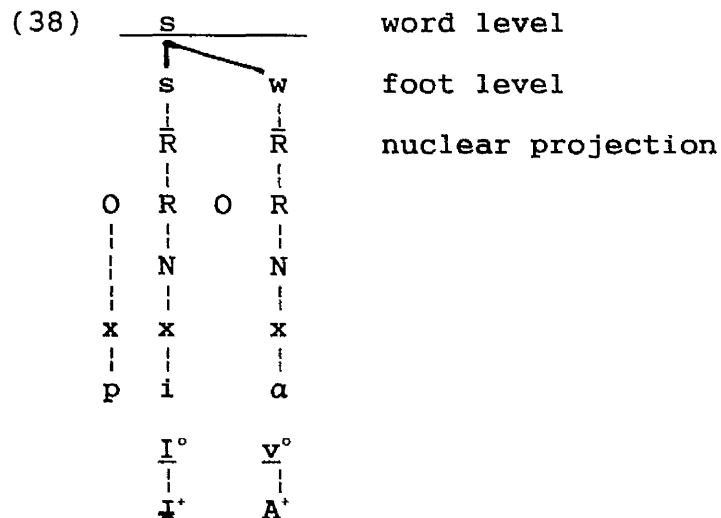 (38) s word level
s w foot level
R̅ R̅ nuclear projection
O R O R
N N
x x x
p i ɑ
I° v°
I⁺ A⁺